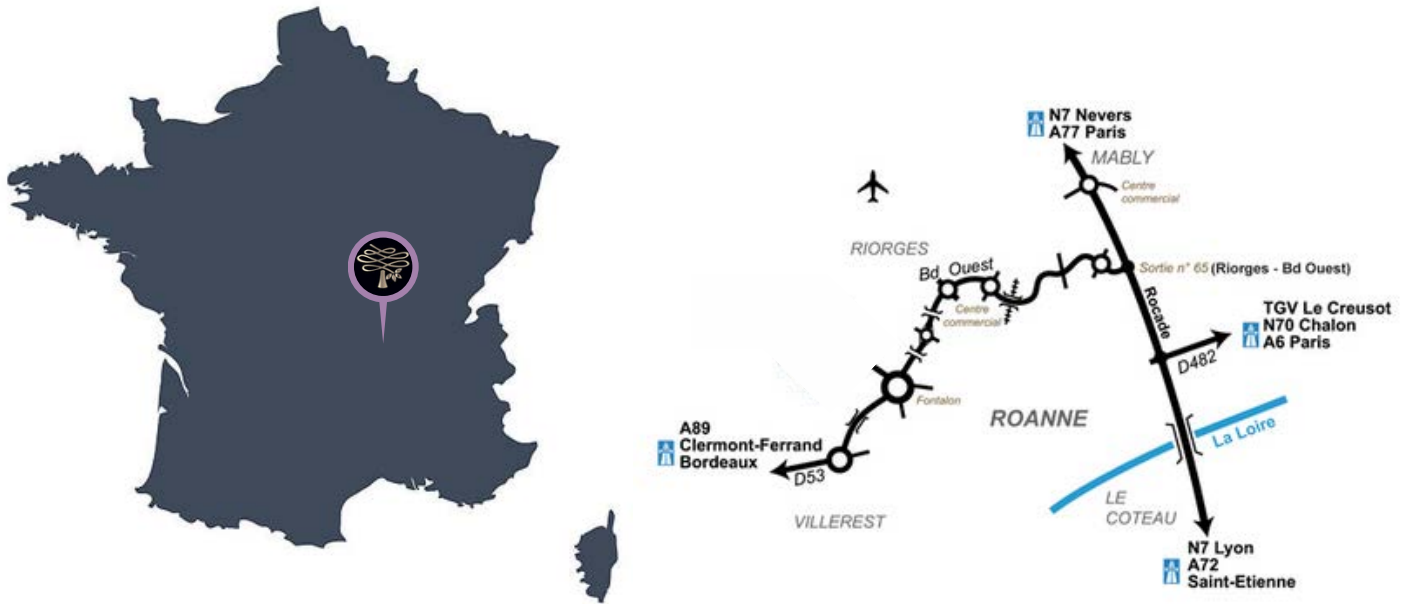 N7 Nevers
A77 Paris
MABLY
Centre
commercial
RIORGES
Bd Ouest
Sortie n° 65 (Riorges - Bd Ouest)
Centre
commercial
Rocade
TGV Le Creusot
N70 Chalon
A6 Paris
D482
Fontalon
ROANNE
La Loire
A89
Clermont-Ferrand
Bordeaux
D53
VILLEREST
LE
COTEAU
N7 Lyon
A72
Saint-Etienne